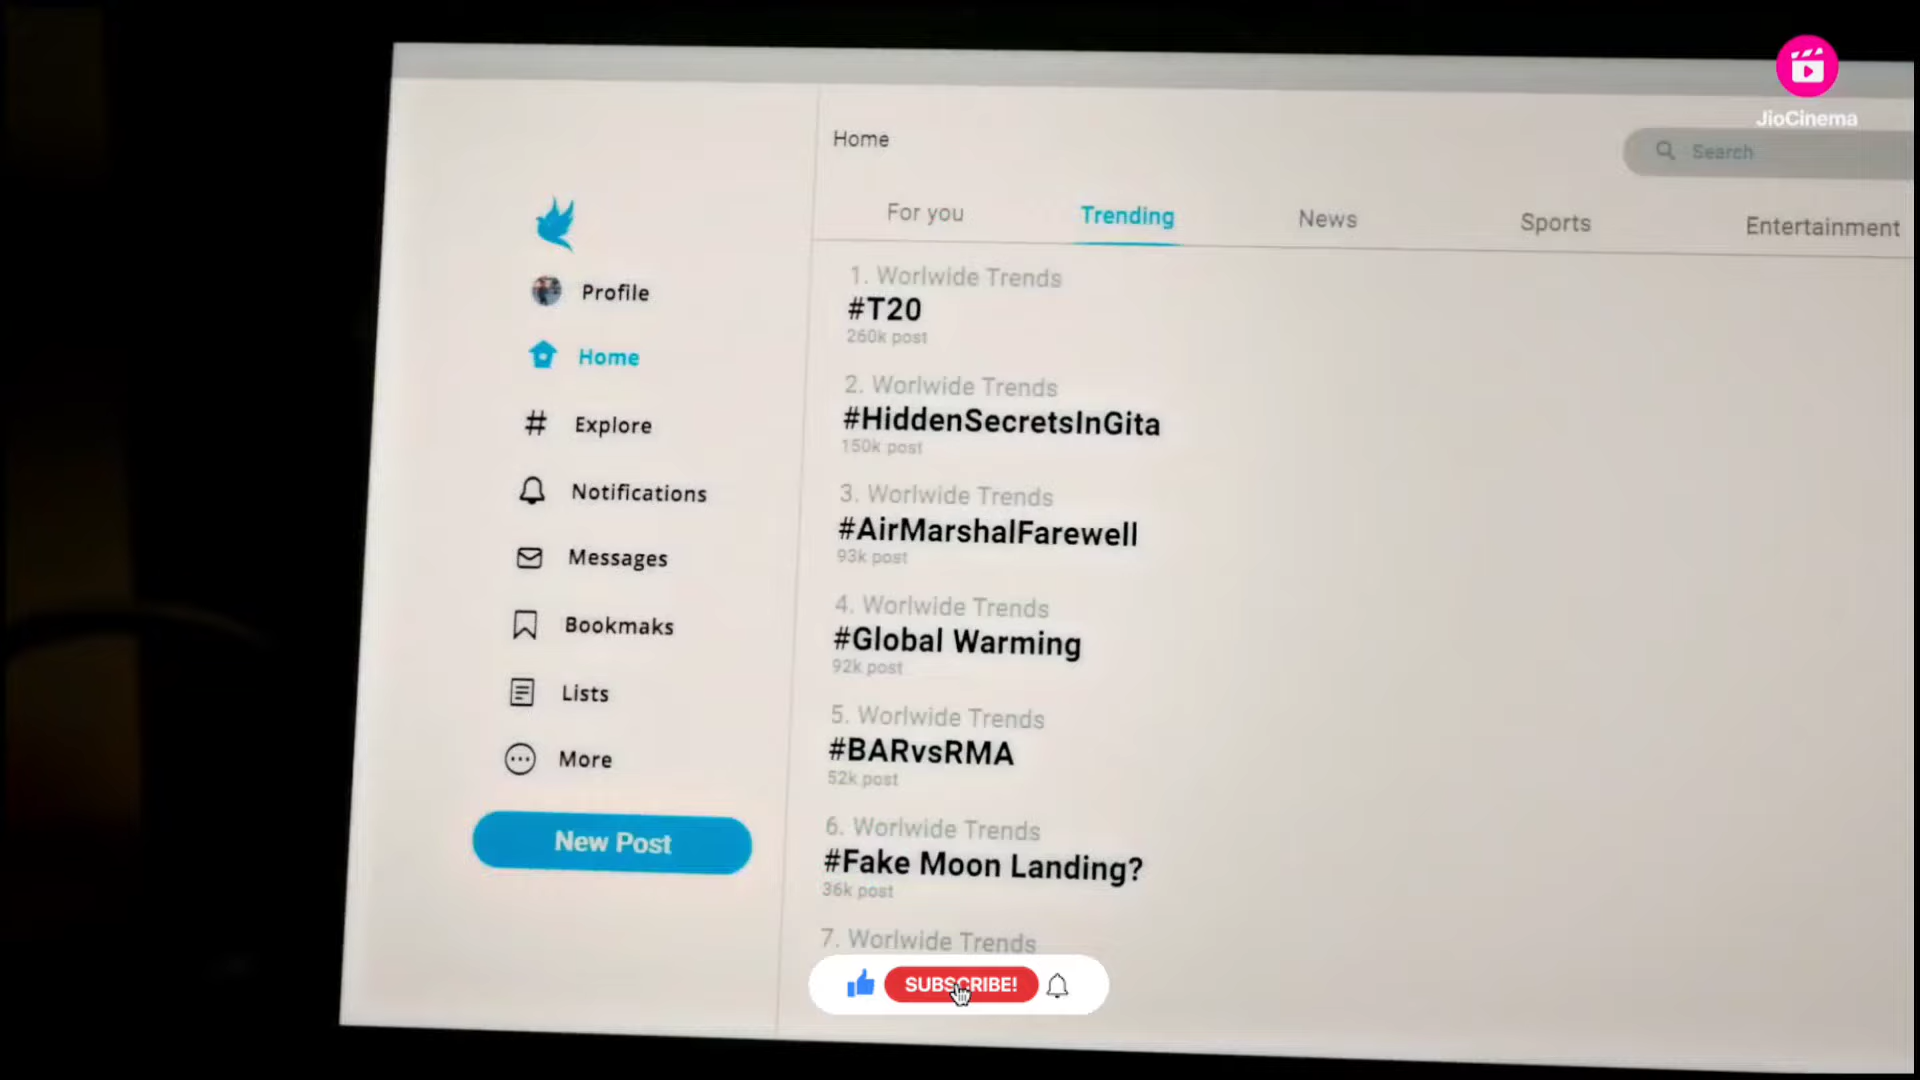 JioCinema
Home
Search
For you
Trending
News
Sports
Entertainment
Profile
Home
Explore
Notifications
Messages
Bookmaks
Lists
More
New Post
1. Worlwide Trends
#T20
260k post
2. Worlwide Trends
#HiddenSecretsInGita
150k post
3. Worlwide Trends
#AirMarshalFarewell
93k post
4. Worlwide Trends
#Global Warming
92k post
5. Worlwide Trends
#BARvsRMA
52k post
6. Worlwide Trends
#Fake Moon Landing?
36k post
7. Worlwide Trends
SUBSCRIBE!